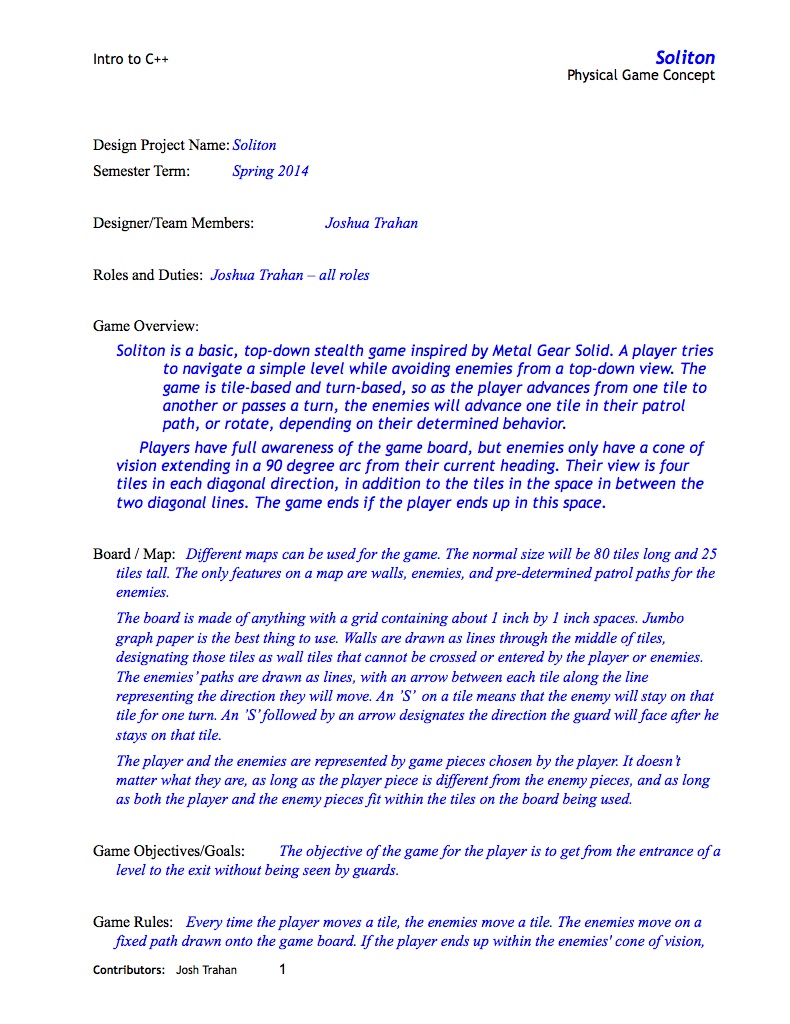 Intro to C++
Soliton
Physical Game Concept
Design Project Name: Soliton
Semester Term: Spring 2014
Designer/Team Members: Joshua Trahan
Roles and Duties: Joshua Trahan – all roles
Game Overview:
Soliton is a basic, top-down stealth game inspired by Metal Gear Solid. A player tries
to navigate a simple level while avoiding enemies from a top-down view. The
game is tile-based and turn-based, so as the player advances from one tile to
another or passes a turn, the enemies will advance one tile in their patrol
path, or rotate, depending on their determined behavior.
Players have full awareness of the game board, but enemies only have a cone of
vision extending in a 90 degree arc from their current heading. Their view is four
tiles in each diagonal direction, in addition to the tiles in the space in between the
two diagonal lines. The game ends if the player ends up in this space.
Board / Map: Different maps can be used for the game. The normal size will be 80 tiles long and 25
tiles tall. The only features on a map are walls, enemies, and pre-determined patrol paths for the
enemies.
The board is made of anything with a grid containing about 1 inch by 1 inch spaces. Jumbo
graph paper is the best thing to use. Walls are drawn as lines through the middle of tiles,
designating those tiles as wall tiles that cannot be crossed or entered by the player or enemies.
The enemies' paths are drawn as lines, with an arrow between each tile along the line
representing the direction they will move. An 'S' on a tile means that the enemy will stay on that
tile for one turn. An 'S' followed by an arrow designates the direction the guard will face after he
stays on that tile.
The player and the enemies are represented by game pieces chosen by the player. It doesn't
matter what they are, as long as the player piece is different from the enemy pieces, and as long
as both the player and the enemy pieces fit within the tiles on the board being used.
Game Objectives/Goals: The objective of the game for the player is to get from the entrance of a
level to the exit without being seen by guards.
Game Rules: Every time the player moves a tile, the enemies move a tile. The enemies move on a
fixed path drawn onto the game board. If the player ends up within the enemies' cone of vision,
Contributors: Josh Trahan 1